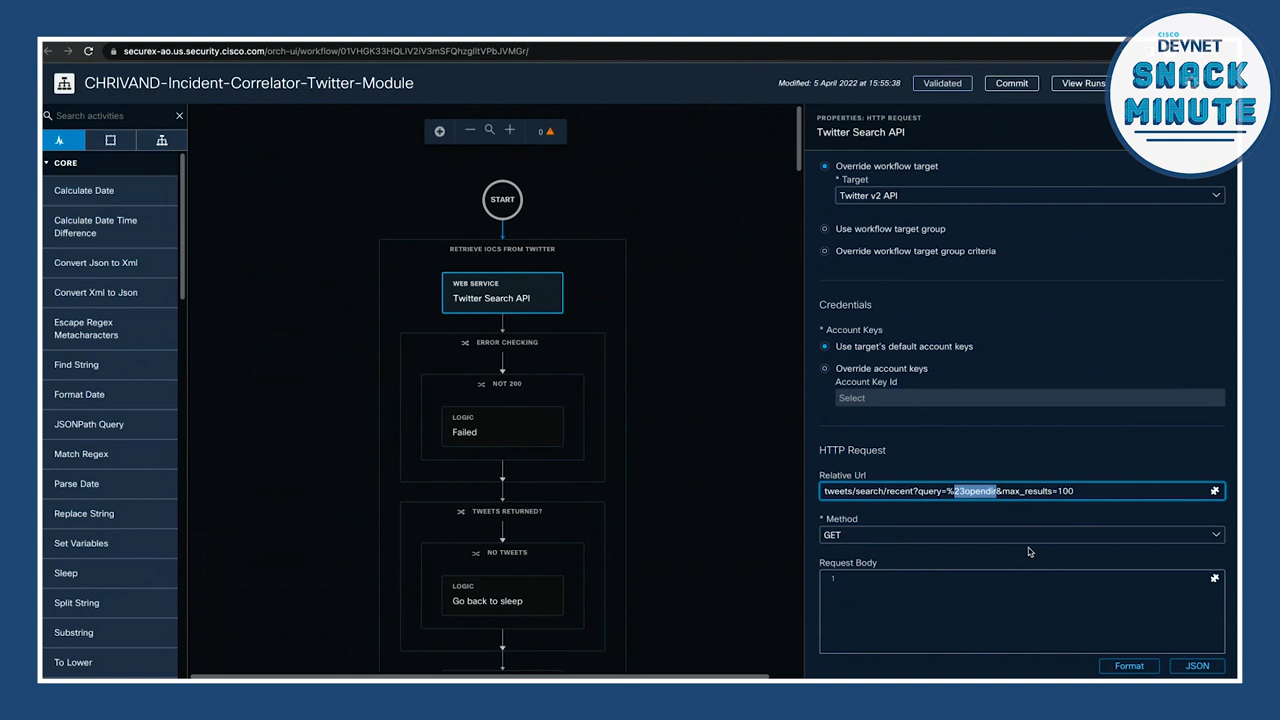 securex-ao.us.security.cisco.com/orch-ui/workflow/01VHGK33HQLIV2iV3mSFQhzgIltVPbJVMGr/
CISCO
DEVNET
SNACK
MINUTE
CHRIVAND-Incident-Correlator-Twitter-Module
Modified: 5 April 2022 at 15:55:38
Validated
Commit
View Runs
Search activities
CORE
Calculate Date
Calculate Date Time
Difference
Convert Json to Xml
Convert Xml to Json
Escape Regex
Metacharacters
Find String
Format Date
JSONPath Query
Match Regex
Parse Date
Replace String
Set Variables
Sleep
Split String
Substring
To Lower
0
START
RETRIEVE IOCS FROM TWITTER
WEB SERVICE
Twitter Search API
ERROR CHECKING
NOT 200
LOGIC
Failed
TWEETS RETURNED?
NO TWEETS
LOGIC
Go back to sleep
PROPERTIES: HTTP REQUEST
Twitter Search API
Override workflow target
* Target
Twitter v2 API
Use workflow target group
Override workflow target group criteria
Credentials
* Account Keys
Use target's default account keys
Override account keys
Account Key Id
Select
HTTP Request
Relative Url
tweets/search/recent?query=%23opendir&max_results=100
* Method
GET
Request Body
1
Format
JSON